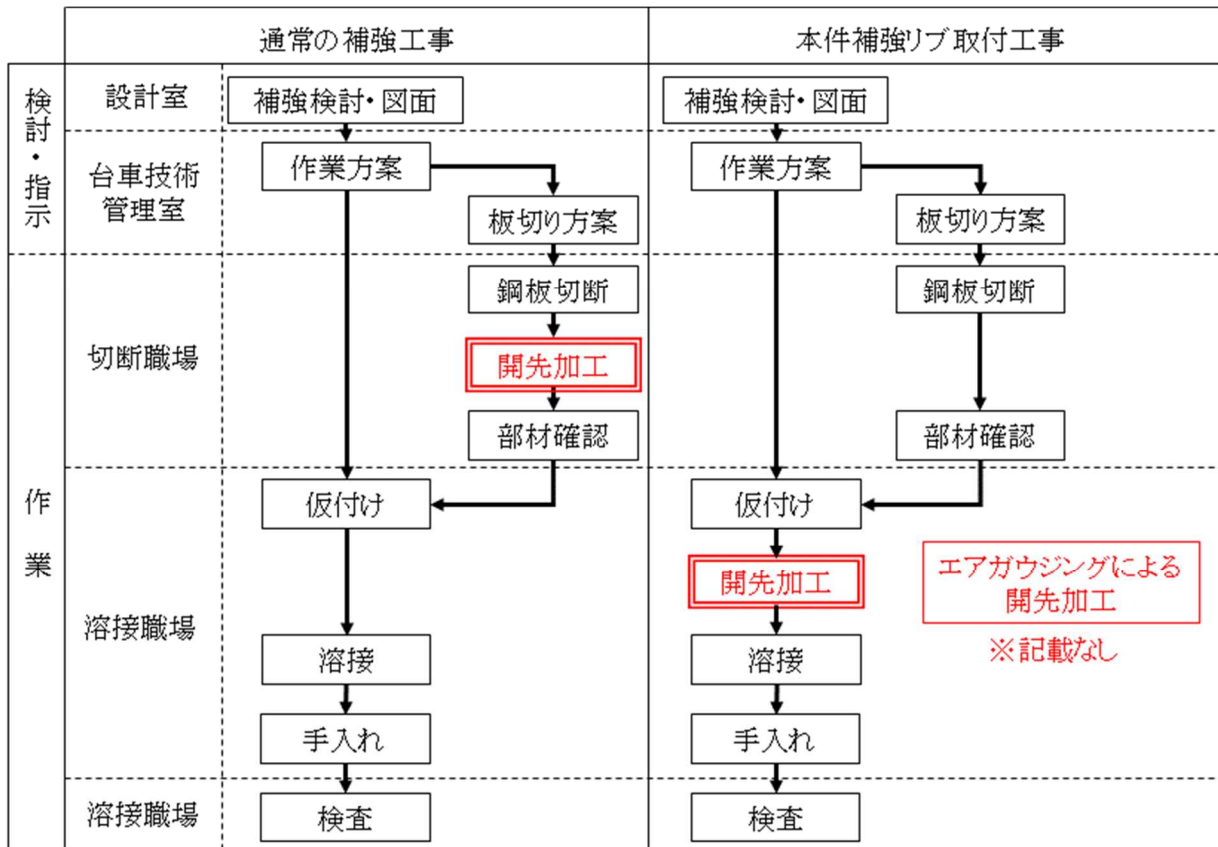 通常の補強工事
本件補強リブ取付工事
検討・指示
設計室
補強検討・図面
補強検討・図面
台車技術
管理室
作業方案
作業方案
板切り方案
板切り方案
作業
切断職場
鋼板切断
鋼板切断
開先加工
部材確認
部材確認
溶接職場
仮付け
仮付け
開先加工
エアガウジングによる
開先加工
※記載なし
溶接
溶接
手入れ
手入れ
溶接職場
検査
検査